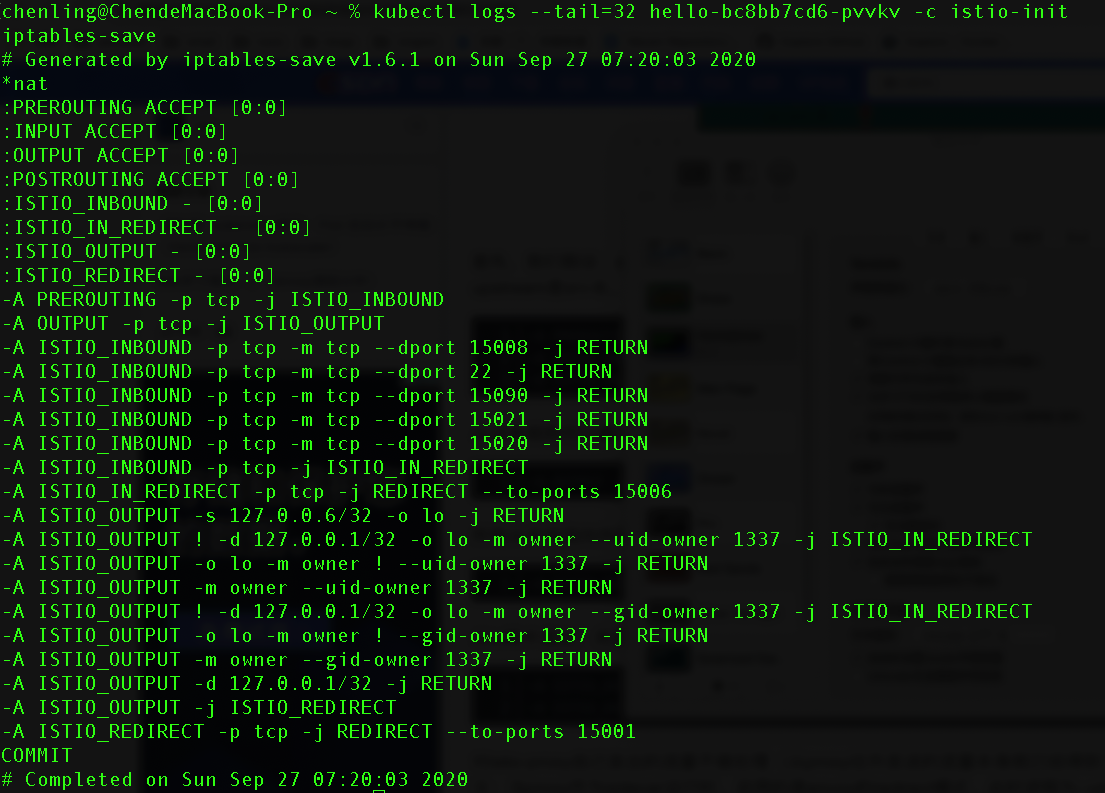 chenling@ChendeMacBook-Pro ~ % kubectl logs --tail=32 hello-bc8bb7cd6-pvvkv -c istio-init
iptables-save
# Generated by iptables-save v1.6.1 on Sun Sep 27 07:20:03 2020
*nat
:PREROUTING ACCEPT [0:0]
:INPUT ACCEPT [0:0]
:OUTPUT ACCEPT [0:0]
:POSTROUTING ACCEPT [0:0]
:ISTIO_INBOUND - [0:0]
:ISTIO_IN_REDIRECT - [0:0]
:ISTIO_OUTPUT - [0:0]
:ISTIO_REDIRECT - [0:0]
-A PREROUTING -p tcp -j ISTIO_INBOUND
-A OUTPUT -p tcp -j ISTIO_OUTPUT
-A ISTIO_INBOUND -p tcp -m tcp --dport 15008 -j RETURN
-A ISTIO_INBOUND -p tcp -m tcp --dport 22 -j RETURN
-A ISTIO_INBOUND -p tcp -m tcp --dport 15090 -j RETURN
-A ISTIO_INBOUND -p tcp -m tcp --dport 15021 -j RETURN
-A ISTIO_INBOUND -p tcp -m tcp --dport 15020 -j RETURN
-A ISTIO_INBOUND -p tcp -j ISTIO_IN_REDIRECT
-A ISTIO_IN_REDIRECT -p tcp -j REDIRECT --to-ports 15006
-A ISTIO_OUTPUT -s 127.0.0.6/32 -o lo -j RETURN
-A ISTIO_OUTPUT ! -d 127.0.0.1/32 -o lo -m owner --uid-owner 1337 -j ISTIO_IN_REDIRECT
-A ISTIO_OUTPUT -o lo -m owner ! --uid-owner 1337 -j RETURN
-A ISTIO_OUTPUT -m owner --uid-owner 1337 -j RETURN
-A ISTIO_OUTPUT ! -d 127.0.0.1/32 -o lo -m owner --gid-owner 1337 -j ISTIO_IN_REDIRECT
-A ISTIO_OUTPUT -o lo -m owner ! --gid-owner 1337 -j RETURN
-A ISTIO_OUTPUT -m owner --gid-owner 1337 -j RETURN
-A ISTIO_OUTPUT -d 127.0.0.1/32 -j RETURN
-A ISTIO_OUTPUT -j ISTIO_REDIRECT
-A ISTIO_REDIRECT -p tcp -j REDIRECT --to-ports 15001
COMMIT
# Completed on Sun Sep 27 07:20:03 2020